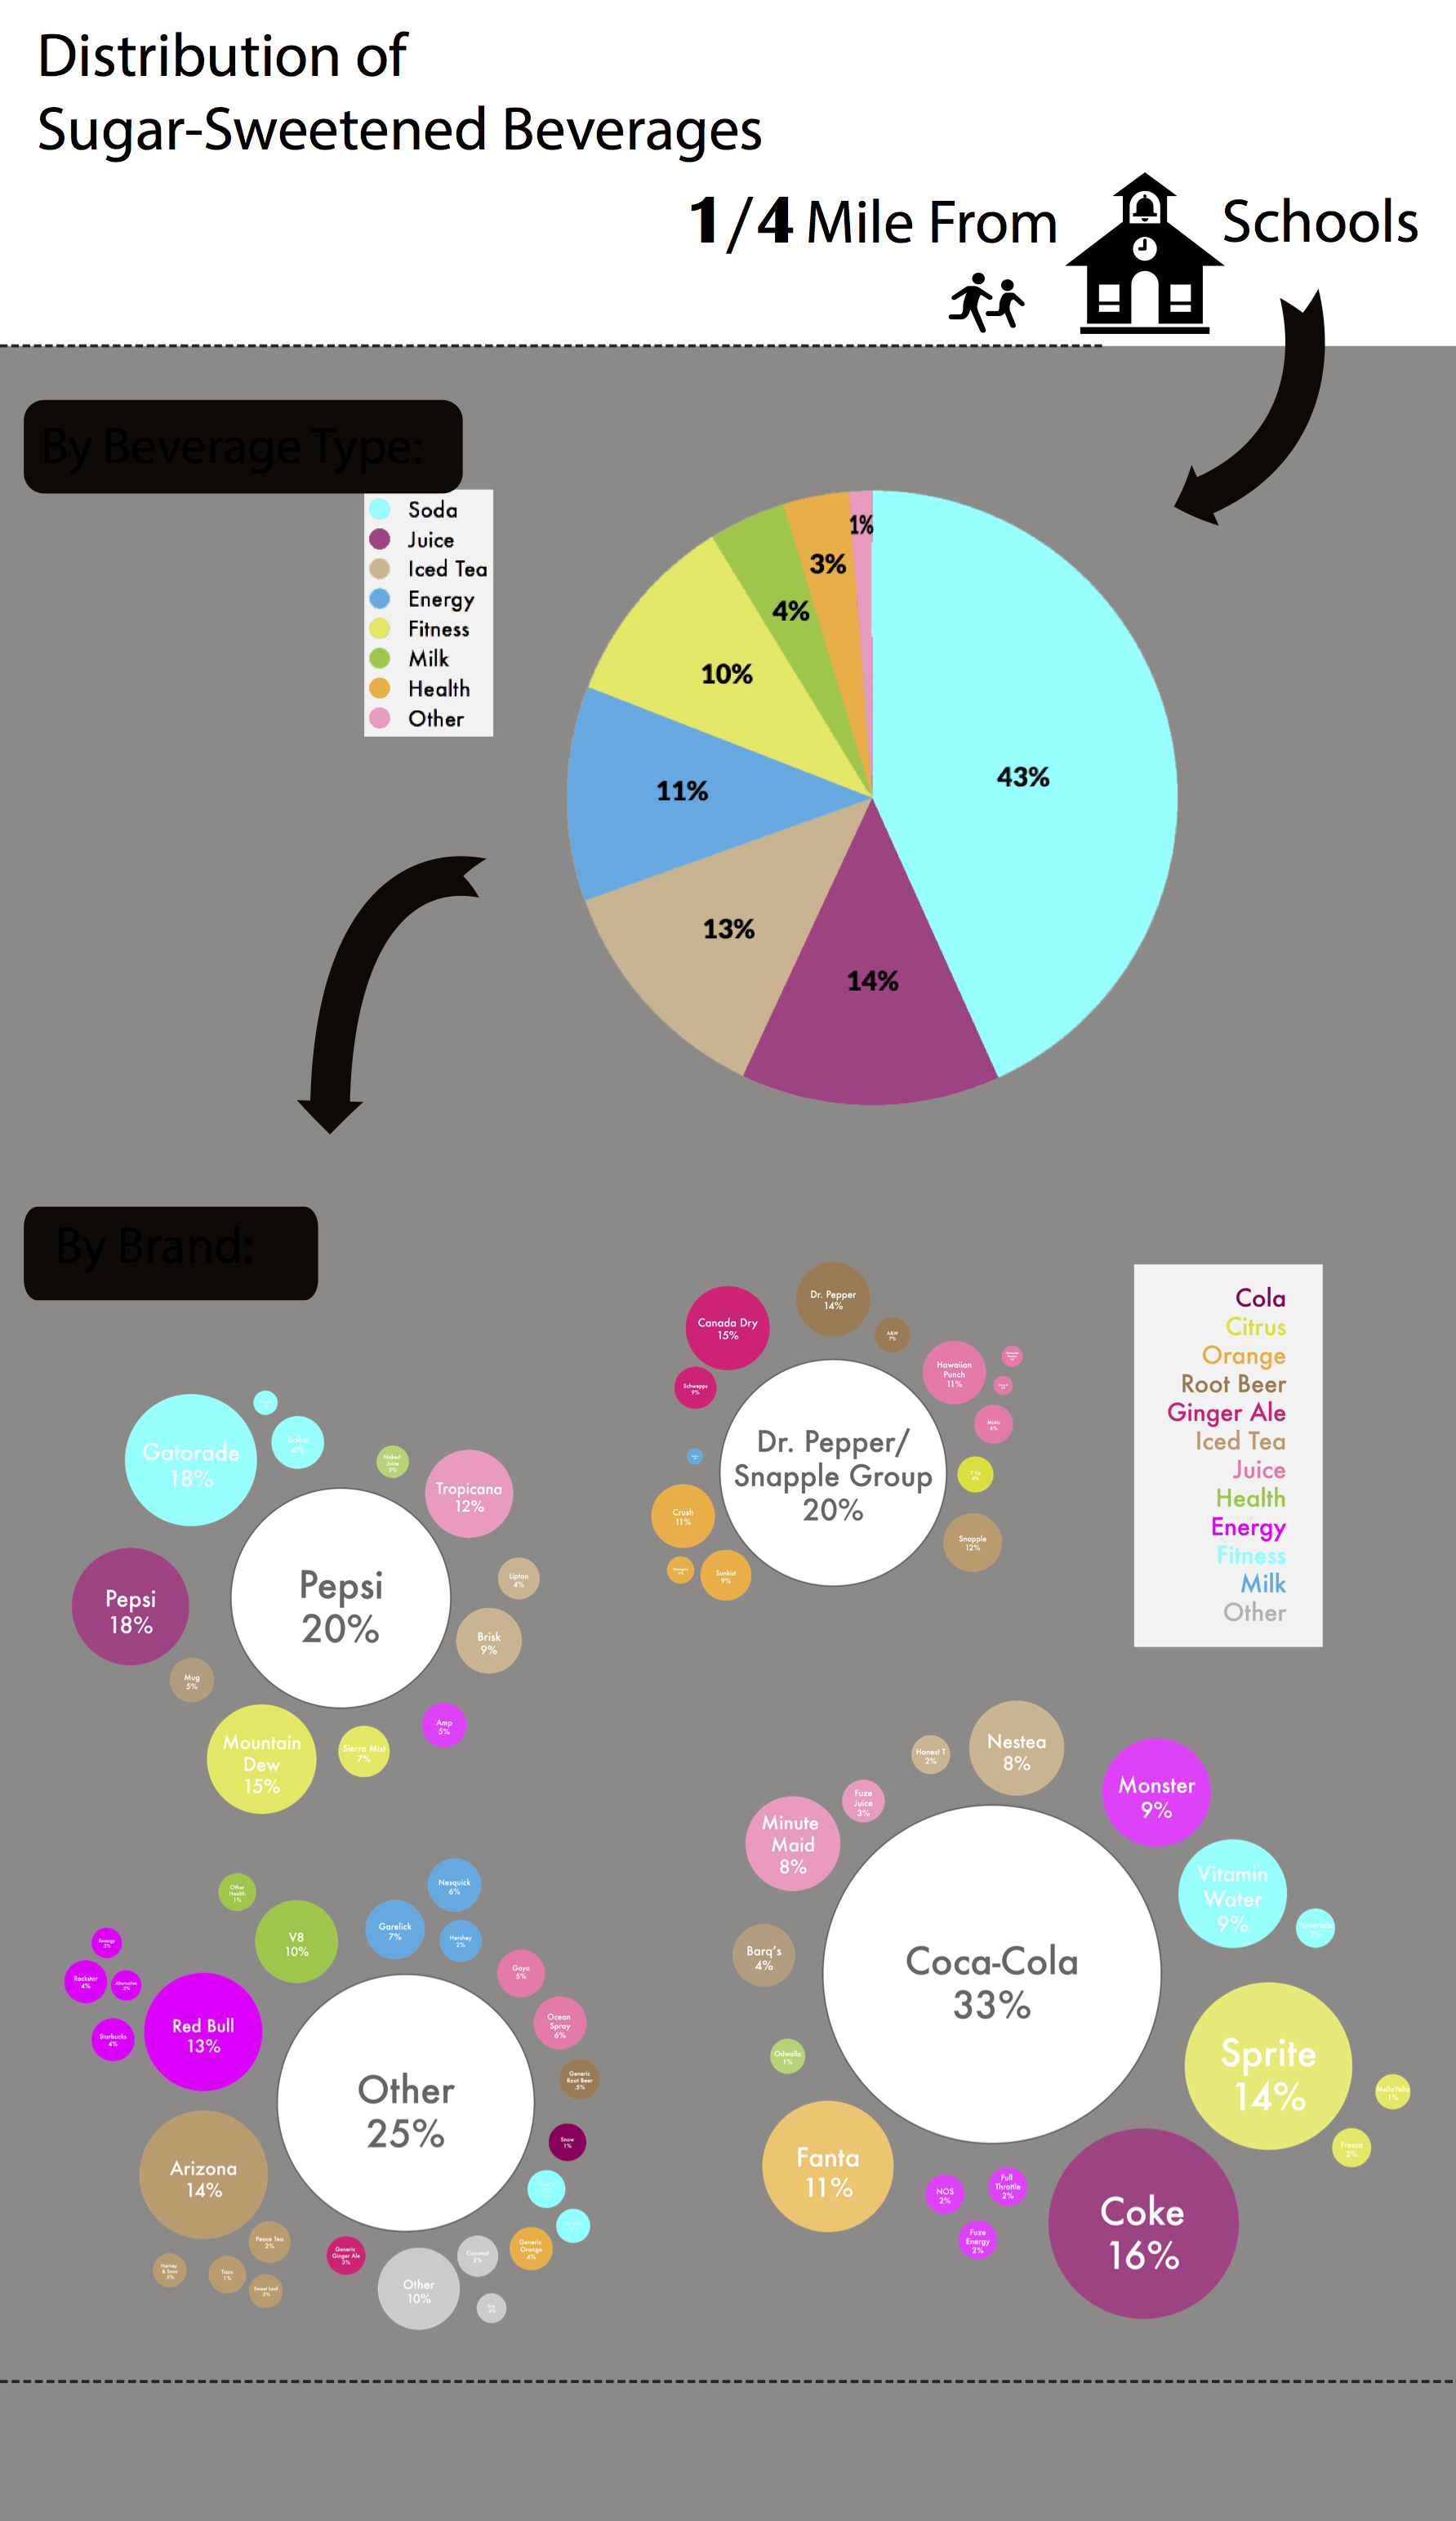 Distribution of
Sugar-Sweetened Beverages
1/4 Mile From Schools
By Beverage Type:
Soda
Juice
Iced Tea
Energy
Fitness
Milk
Health
Other
1%
3%
4%
10%
43%
11%
13%
14%
By Brand:
Dr. Pepper
14%
Canada Dry
15%
A&W
7%
Hawaiian
Punch
11%
Schwepps
9%
Mistic
6%
Dr. Pepper/
Snapple Group
20%
7 Up
Crush
11%
Snapple
12%
Sunkist
9%
Cola
Citrus
Orange
Root Beer
Ginger Ale
Iced Tea
Juice
Health
Energy
Fitness
Milk
Other
Gatorade
18%
Sobe
4%
Naked
Juice
3%
Tropicana
12%
Pepsi
18%
Pepsi
20%
Lipton
4%
Brisk
9%
Mug
5%
Mountain
Dew
15%
Sierra Mist
7%
Amp
5%
Honest T
2%
Nestea
8%
Monster
9%
Fuze
Juice
3%
Minute
Maid
8%
Vitamin
Water
9%
Powerade
2%
Barq's
4%
Coca-Cola
33%
Odwalla
1%
Sprite
14%
MelloYello
1%
Fresca
2%
Fanta
11%
NOS
2%
Full
Throttle
2%
Fuze
Energy
2%
Coke
16%
Other
Health
1%
V8
10%
Nesquick
6%
Garelick
7%
Hershey
2%
Rockstar
4%
Alternative
Starbucks
4%
Red Bull
13%
Goya
5%
Ocean
Spray
6%
Generic
Root Beer
.5%
Other
25%
Snow
1%
Arizona
14%
Peace Tea
2%
Harney
& Sons
Tazo
1%
Sweet Leaf
Generic
Ginger Ale
3%
Other
10%
Coconut
2%
Generic
Orange
4%